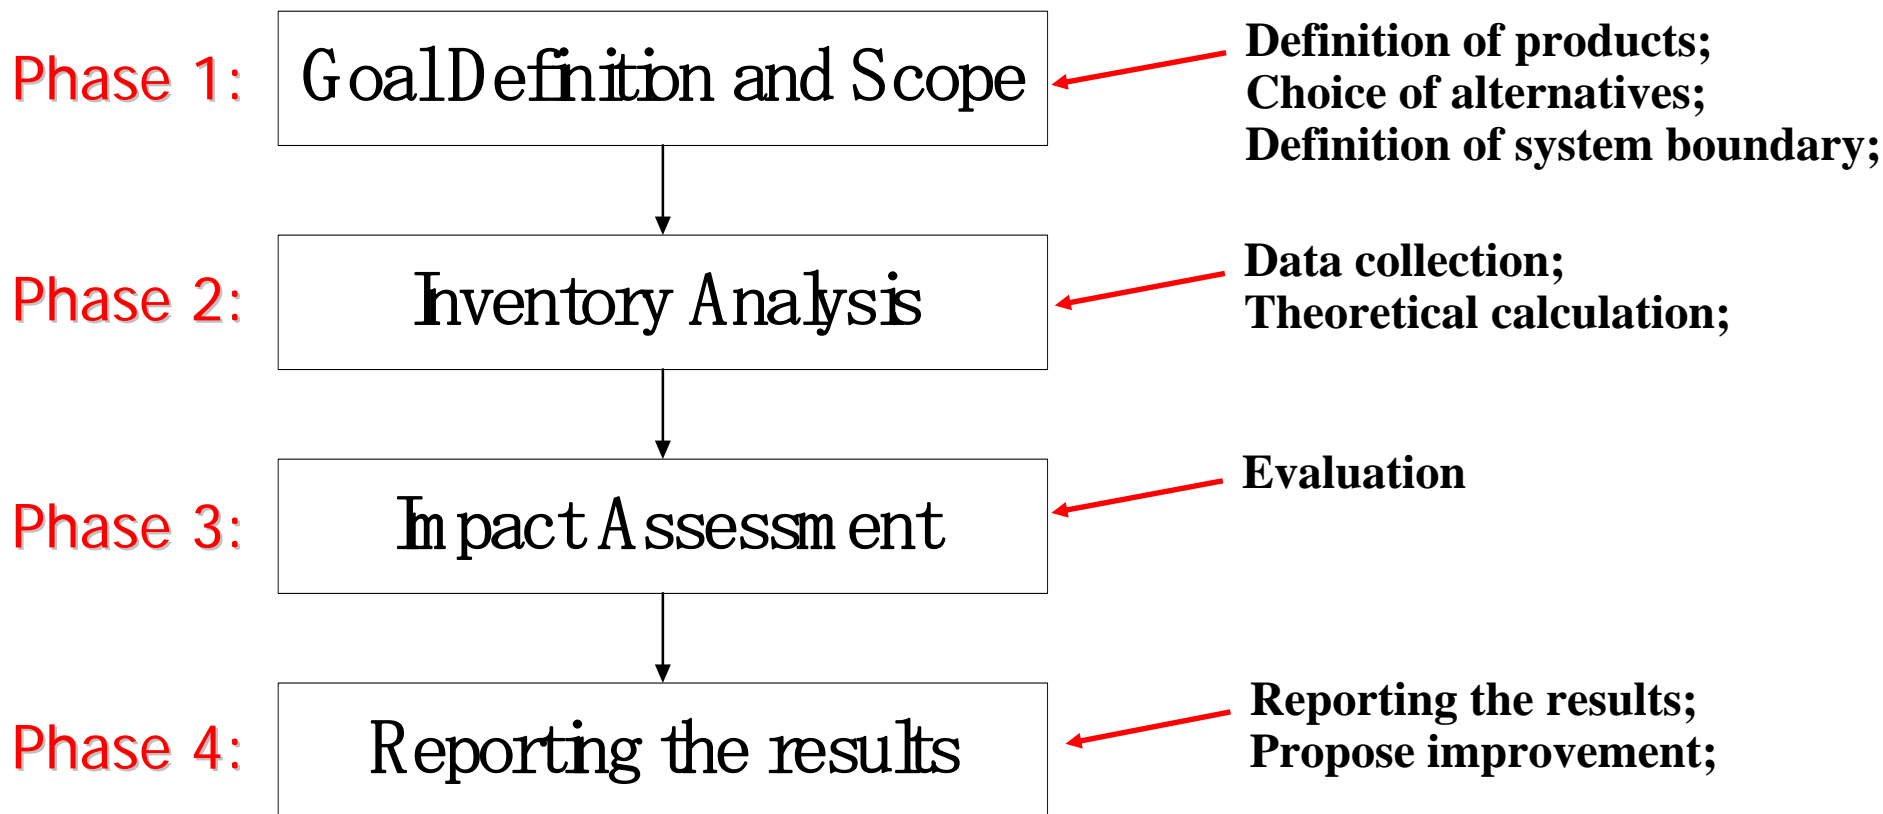 Phase 1:
Goal Definition and Scope
Definition of products;
Choice of alternatives;
Definition of system boundary;
Phase 2:
Inventory Analysis
Data collection;
Theoretical calculation;
Phase 3:
Impact Assessment
Evaluation
Phase 4:
Reporting the results
Reporting the results;
Propose improvement;